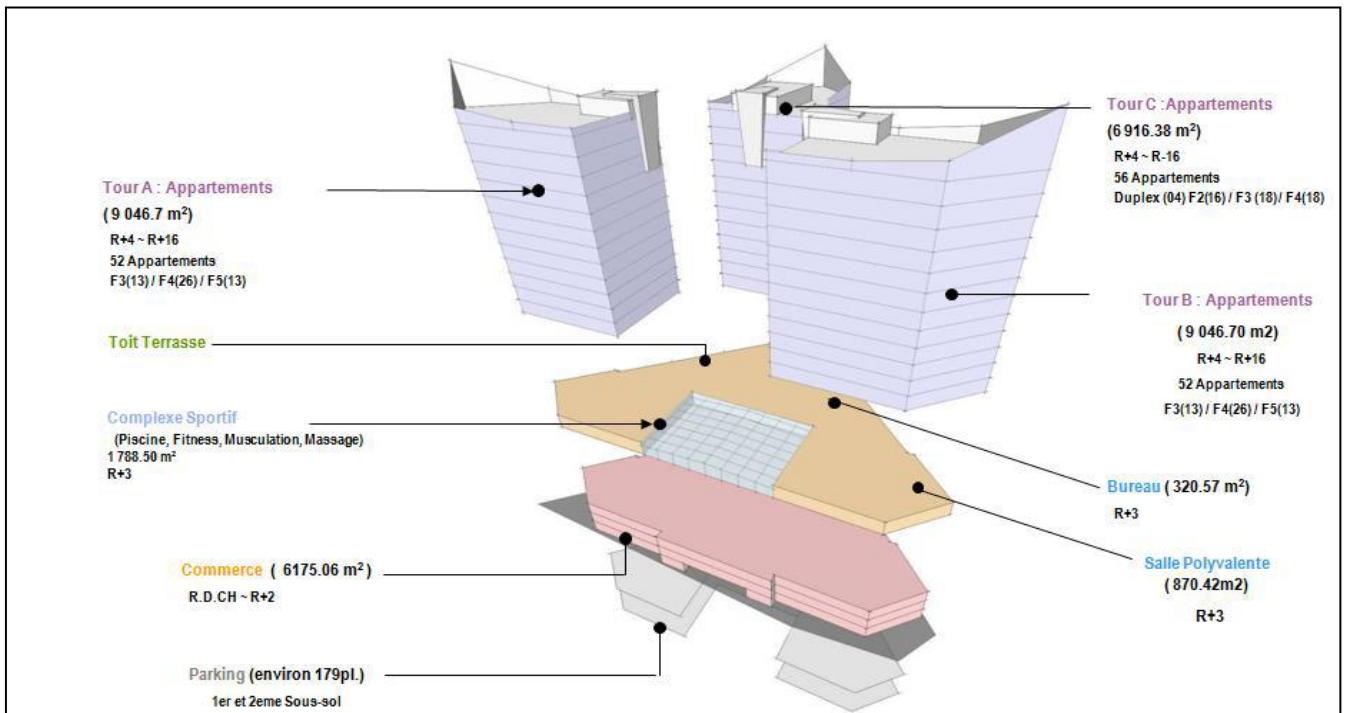 Tour A : Appartements
( 9 046.7 m²)
R+4 ~ R+16
52 Appartements
F3(13) / F4(26) / F5(13)
Toit Terrasse
Complexe Sportif
(Piscine, Fitness, Musculation, Massage)
1 788.50 m²
R+3
Commerce ( 6175.06 m²)
R.D.CH ~ R+2
Parking (environ 179pl.)
1er et 2eme Sous-sol
Tour C :Appartements
(6 916.38 m²)
R+4 ~ R-16
56 Appartements
Duplex (04) F2(16) / F3 (18)/ F4(18)
Tour B : Appartements
(9 046.70 m2)
R+4 ~ R+16
52 Appartements
F3(13) / F4(26) / F5(13)
Bureau ( 320.57 m²)
R+3
Salle Polyvalente
(870.42m2)
R+3